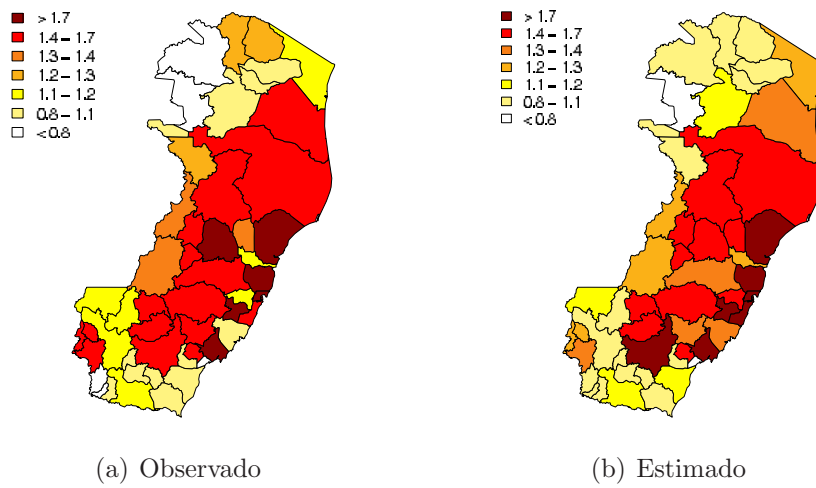 > 1.7
1.4 – 1.7
1.3 – 1.4
1.2 – 1.3
1.1 – 1.2
0.8 – 1.1
< 0.8
(a) Observado
> 1.7
1.4 – 1.7
1.3 – 1.4
1.2 – 1.3
1.1 – 1.2
0.8 – 1.1
< 0.8
(b) Estimado